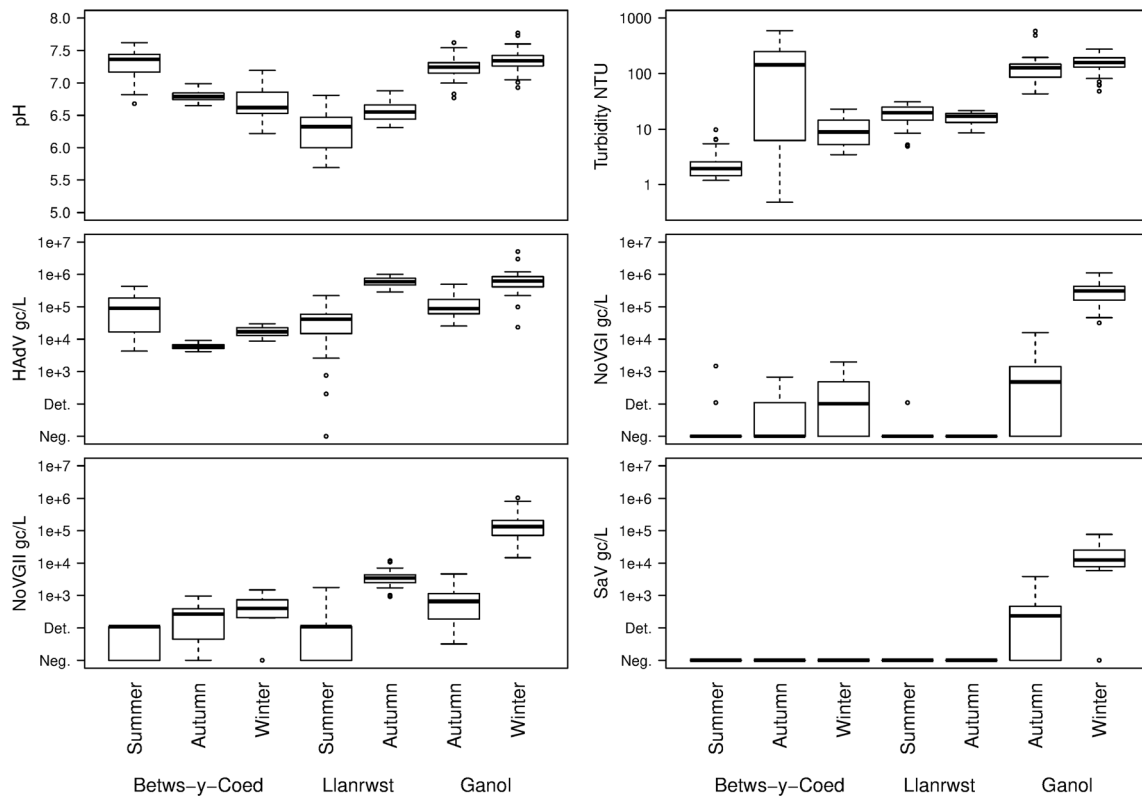 pH
8.0
7.5
7.0
6.5
6.0
5.5
5.0
Turbidity NTU
1000
100
10
1
HAdV gc/L
1e+7
1e+6
1e+5
1e+4
1e+3
Det.
Neg.
NoVGI gc/L
1e+7
1e+6
1e+5
1e+4
1e+3
Det.
Neg.
NoVGII gc/L
1e+7
1e+6
1e+5
1e+4
1e+3
Det.
Neg.
SaV gc/L
1e+7
1e+6
1e+5
1e+4
1e+3
Det.
Neg.
Summer
Autumn
Winter
Summer
Autumn
Autumn
Winter
Betws-y-Coed Llanrwst Ganol
Summer
Autumn
Winter
Summer
Autumn
Autumn
Winter
Betws-y-Coed Llanrwst Ganol